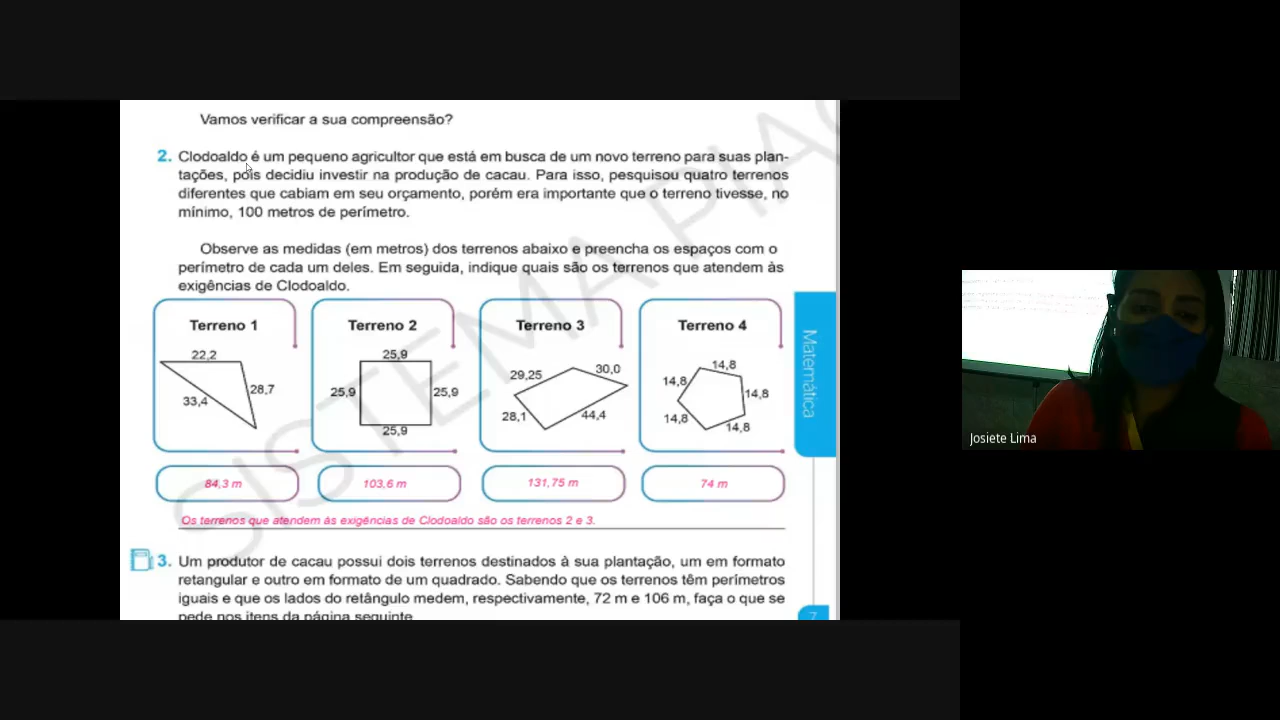 Vamos verificar a sua compreensão?
2. Clodoaldo é um pequeno agricultor que está em busca de um novo terreno para suas plan-
tações, pois decidiu investir na produção de cacau. Para isso, pesquisou quatro terrenos
diferentes que cabiam em seu orçamento, porém era importante que o terreno tivesse, no
mínimo, 100 metros de perímetro.
Observe as medidas (em metros) dos terrenos abaixo e preencha os espaços com o
perímetro de cada um deles. Em seguida, indique quais são os terrenos que atendem às
exigências de Clodoaldo.
Terreno 1
22,2
28,7
33,4
84,3 m
Terreno 2
25,9
25,9
25,9
25,9
103,6 m
Terreno 3
29,25
30,0
28,1
44,4
131,75 m
Terreno 4
14,8
14,8
14,8
14,8
14,8
74 m
Os terrenos que atendem às exigências de Clodoaldo são os terrenos 2 e 3.
3. Um produtor de cacau possui dois terrenos destinados à sua plantação, um em formato
retangular e outro em formato de um quadrado. Sabendo que os terrenos têm perímetros
iguais e que os lados do retângulo medem, respectivamente, 72 m e 106 m, faça o que se
pede nos itens da página seguinte.
Matemática
7
SISTEMA PIAG
Josiete Lima